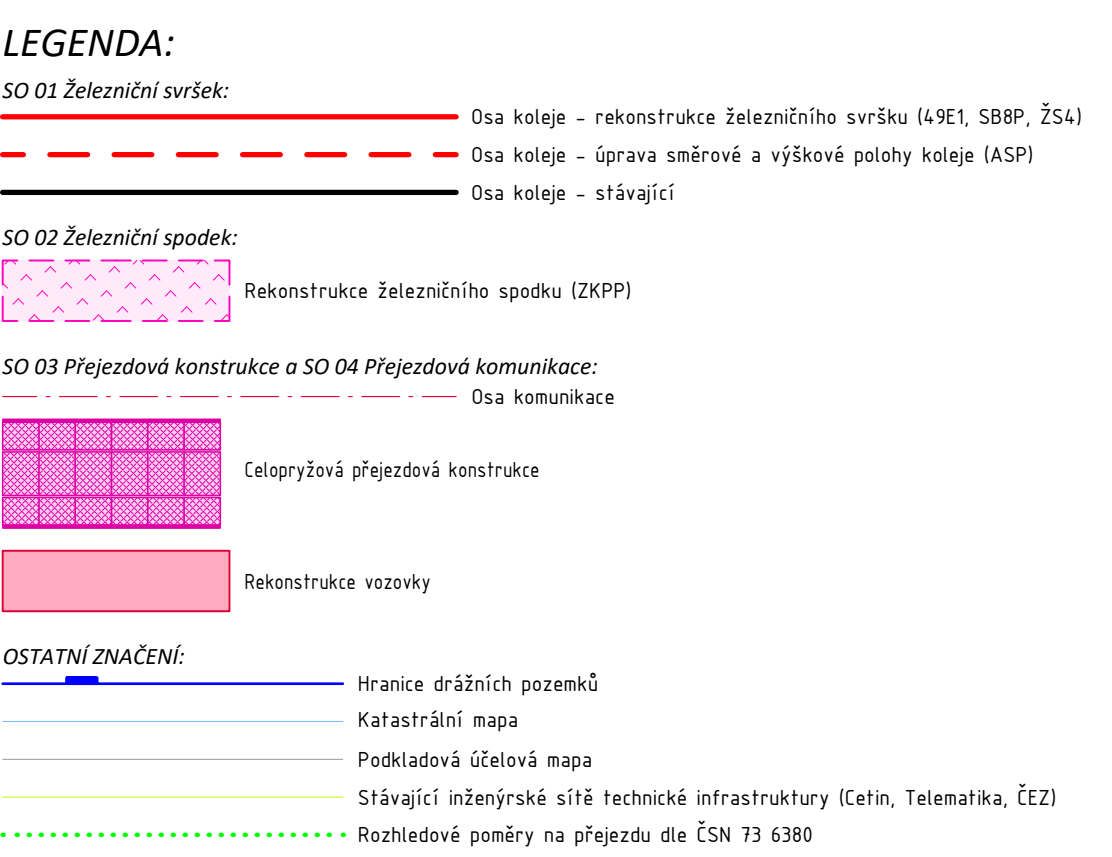 LEGENDA:
SO 01 Železniční svršek:
Osa koleje - rekonstrukce železničního svršku (49E1, SB8P, ŽS4)
Osa koleje - úprava směrové a výškové polohy koleje (ASP)
Osa koleje - stávající
SO 02 Železniční spodek:
Rekonstrukce železničního spodku (ZKPP)
SO 03 Přejezdová konstrukce a SO 04 Přejezdová komunikace:
Osa komunikace
Celopryžová přejezdová konstrukce
Rekonstrukce vozovky
OSTATNÍ ZNAČENÍ:
Hranice drážních pozemků
Katastrální mapa
Podkladová účelová mapa
Stávající inženýrské sítě technické infrastruktury (Cetin, Telematika, ČEZ)
Rozhledové poměry na přejezdu dle ČSN 73 6380